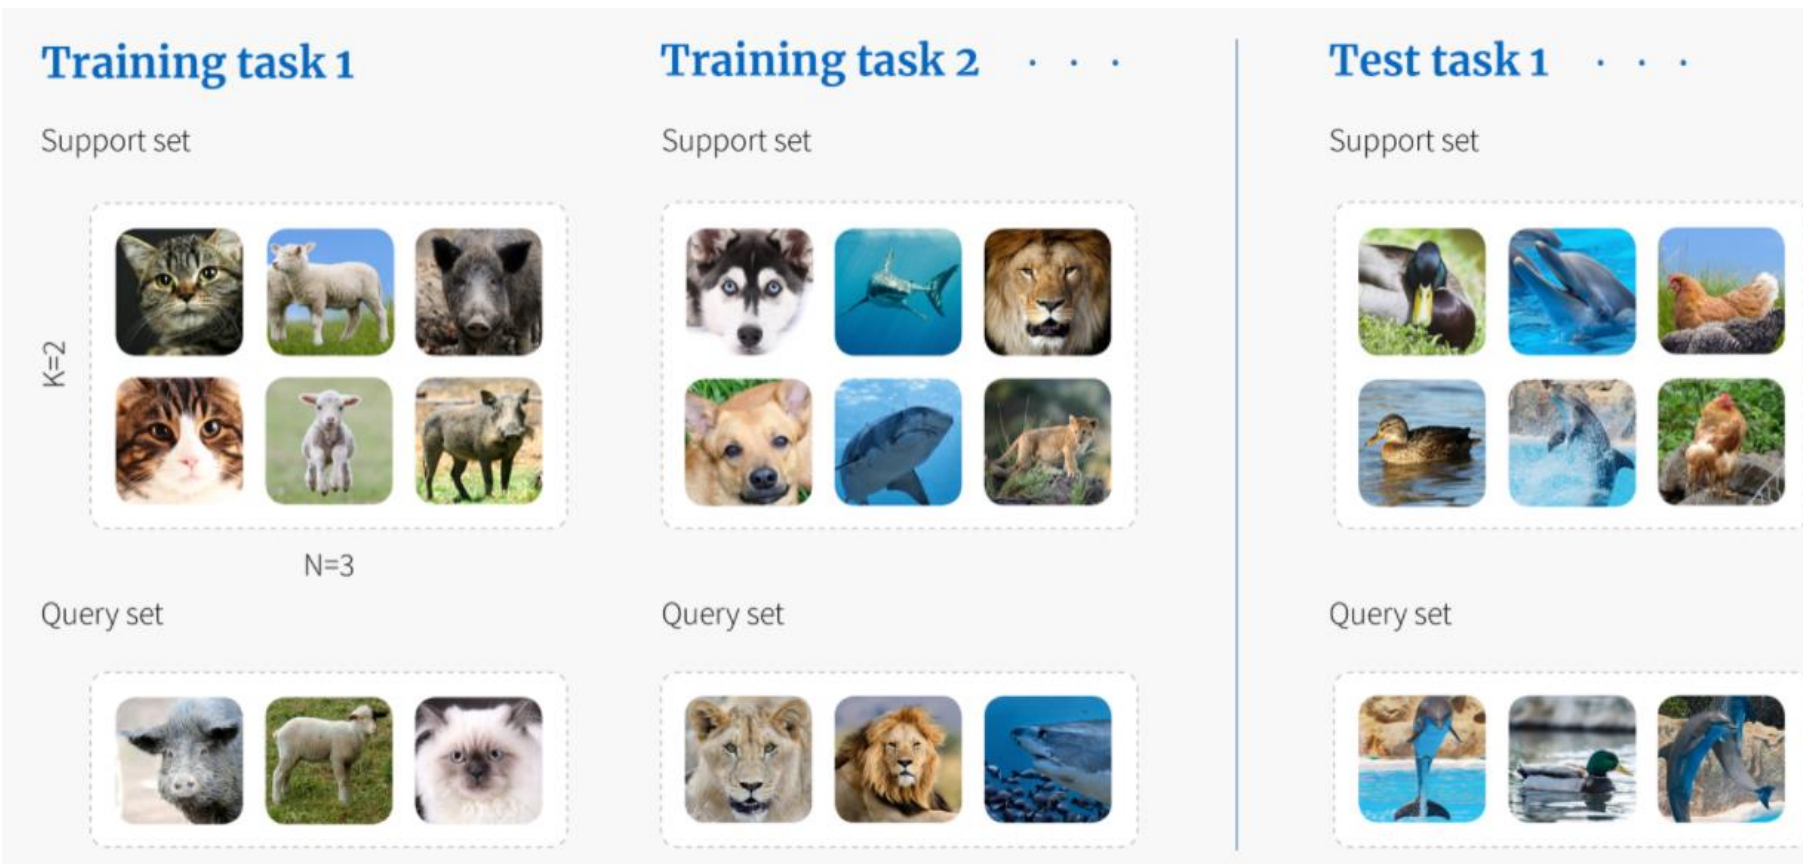 Training task 1
Training task 2 . . .
Test task 1 . . .
Support set
Support set
Support set
K=2
N=3
Query set
Query set
Query set